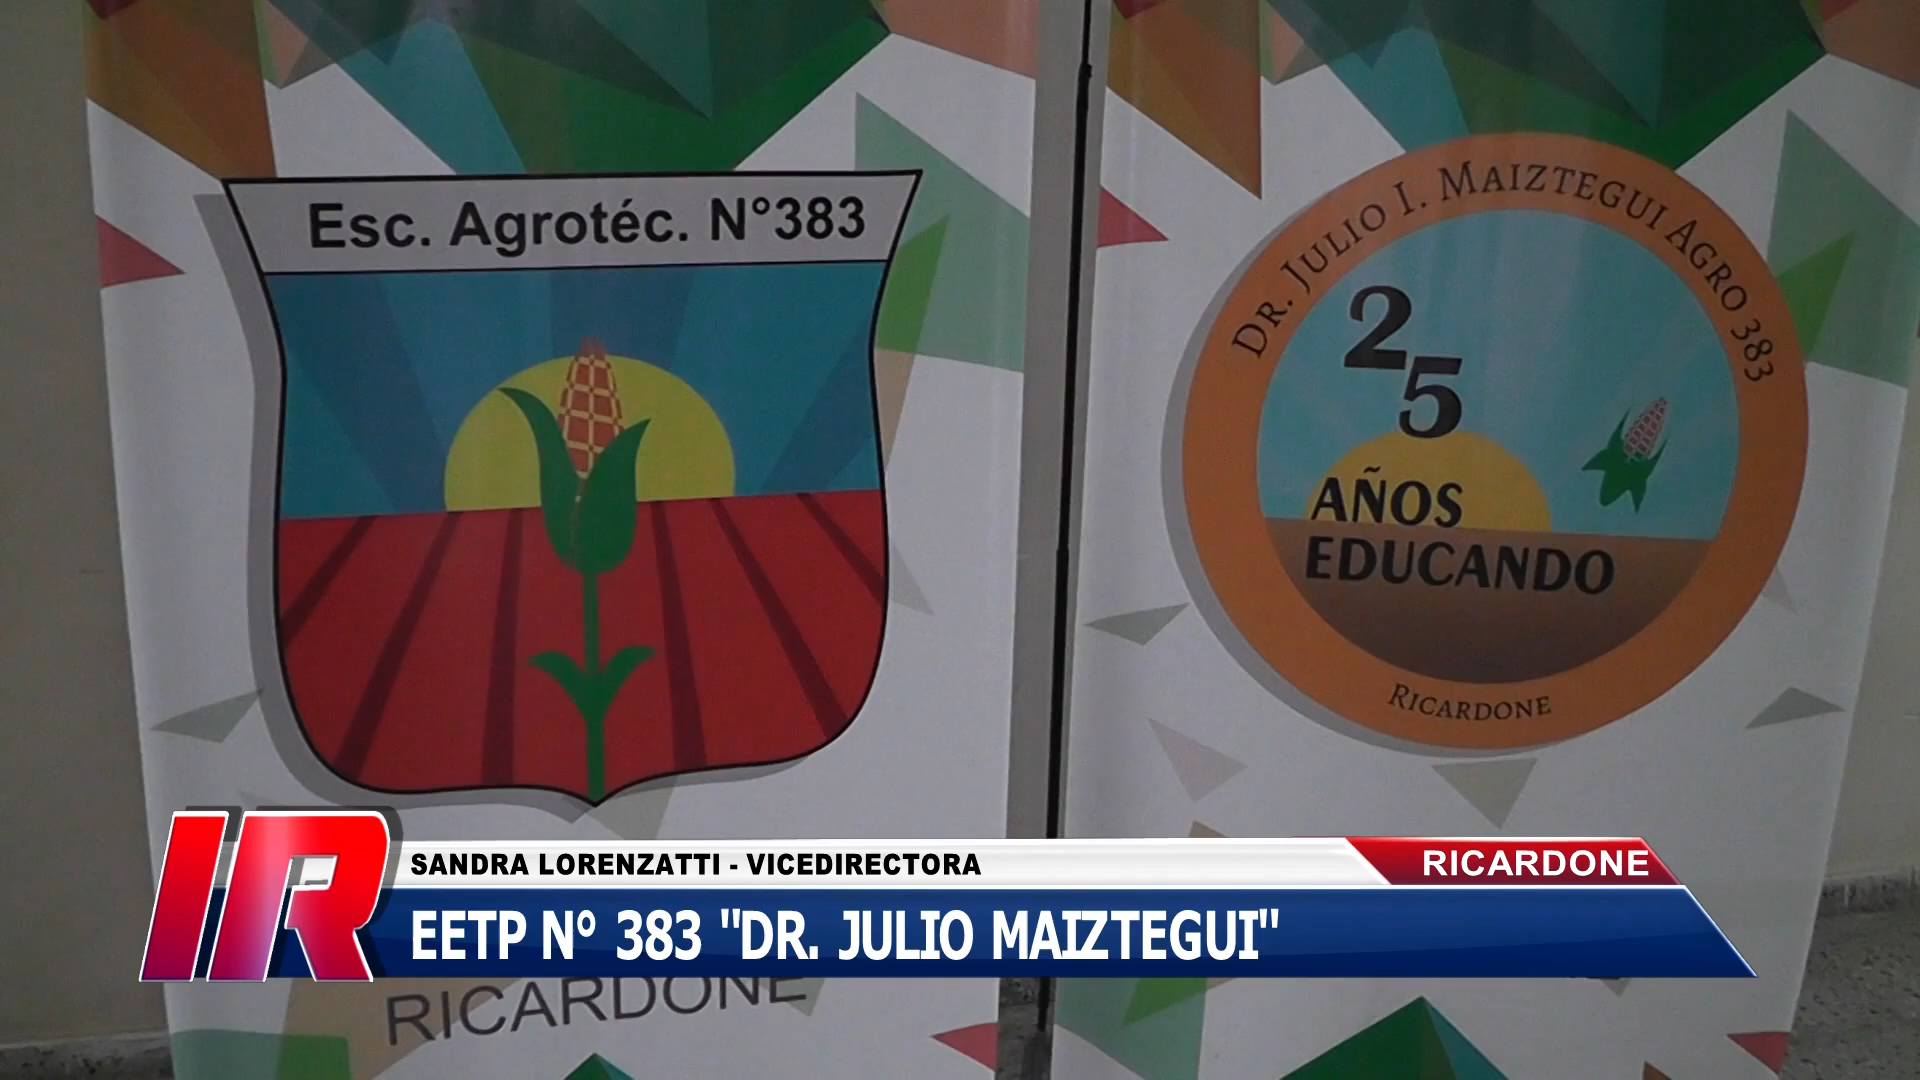 Esc. Agrotéc. N°383
DR. JULIO I. MAIZTEGUI AGRO 383
25
AÑOS
EDUCANDO
RICARDONE
IR
SANDRA LORENZATTI - VICEDIRECTORA
RICARDONE
EETP Nº 383 "DR. JULIO MAIZTEGUI"
RICARDONE